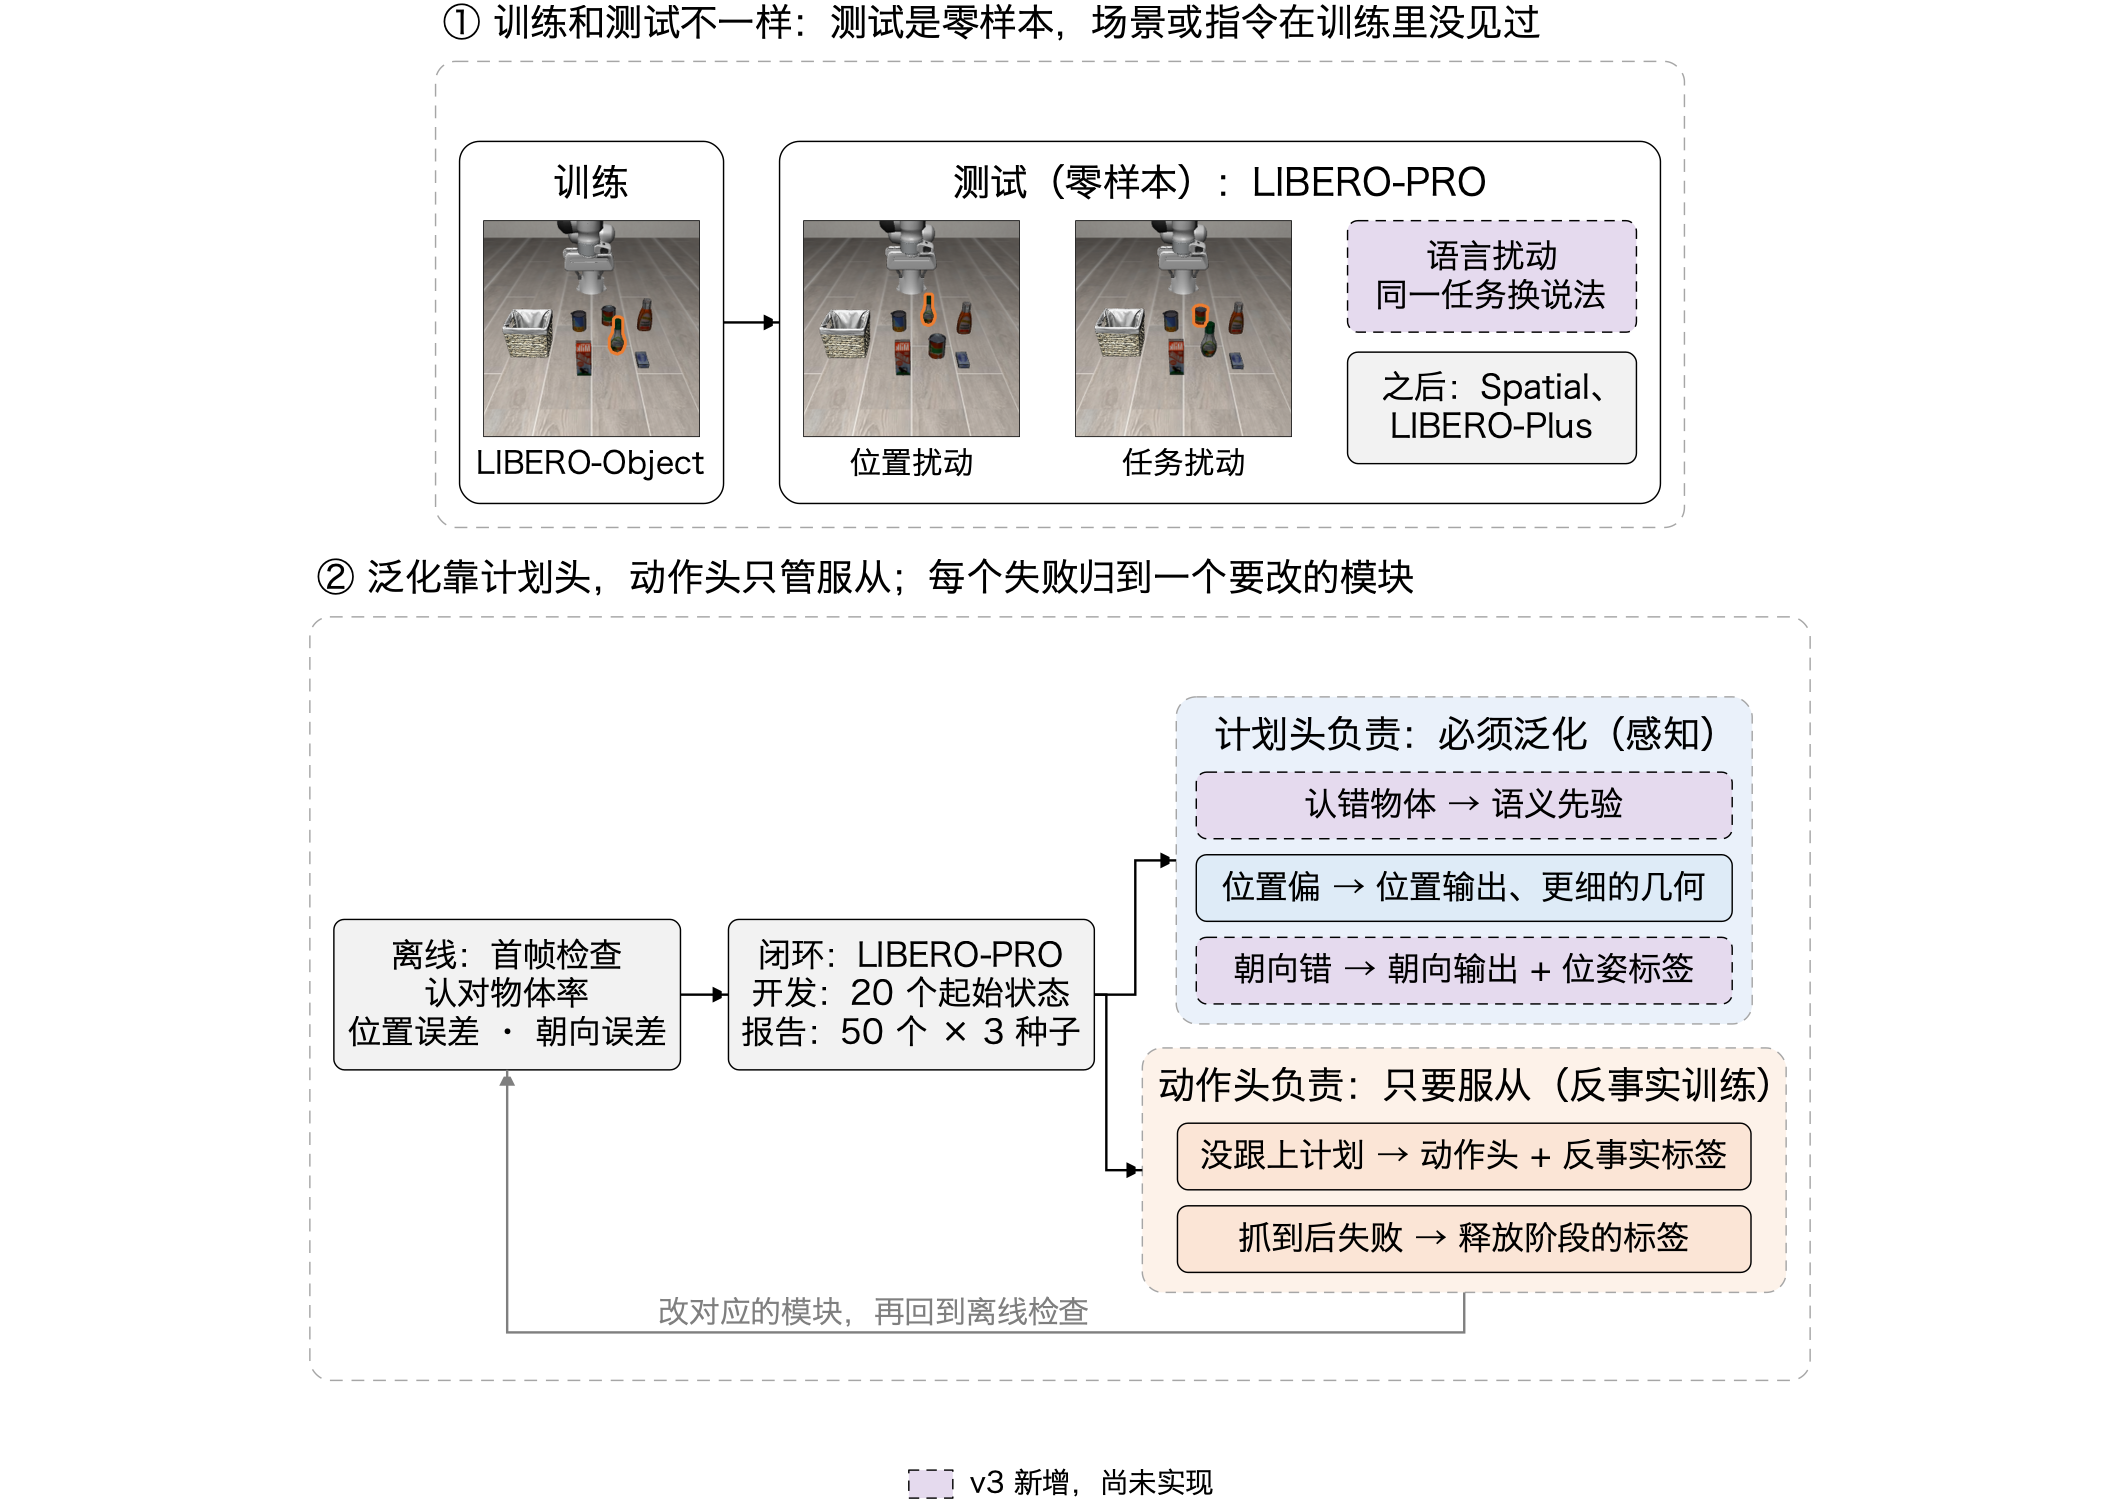 ① 训练和测试不一样：测试是零样本，场景或指令在训练里没见过
训练
LIBERO-Object
测试（零样本）：LIBERO-PRO
位置扰动
任务扰动
语言扰动
同一任务换说法
之后：Spatial、
LIBERO-Plus
② 泛化靠计划头，动作头只管服从；每个失败归到一个要改的模块
离线：首帧检查
认对物体率
位置误差 · 朝向误差
闭环：LIBERO-PRO
开发：20 个起始状态
报告：50 个 × 3 种子
计划头负责：必须泛化（感知）
认错物体 → 语义先验
位置偏 → 位置输出、更细的几何
朝向错 → 朝向输出 + 位姿标签
动作头负责：只要服从（反事实训练）
没跟上计划 → 动作头 + 反事实标签
抓到后失败 → 释放阶段的标签
改对应的模块，再回到离线检查
v3 新增，尚未实现